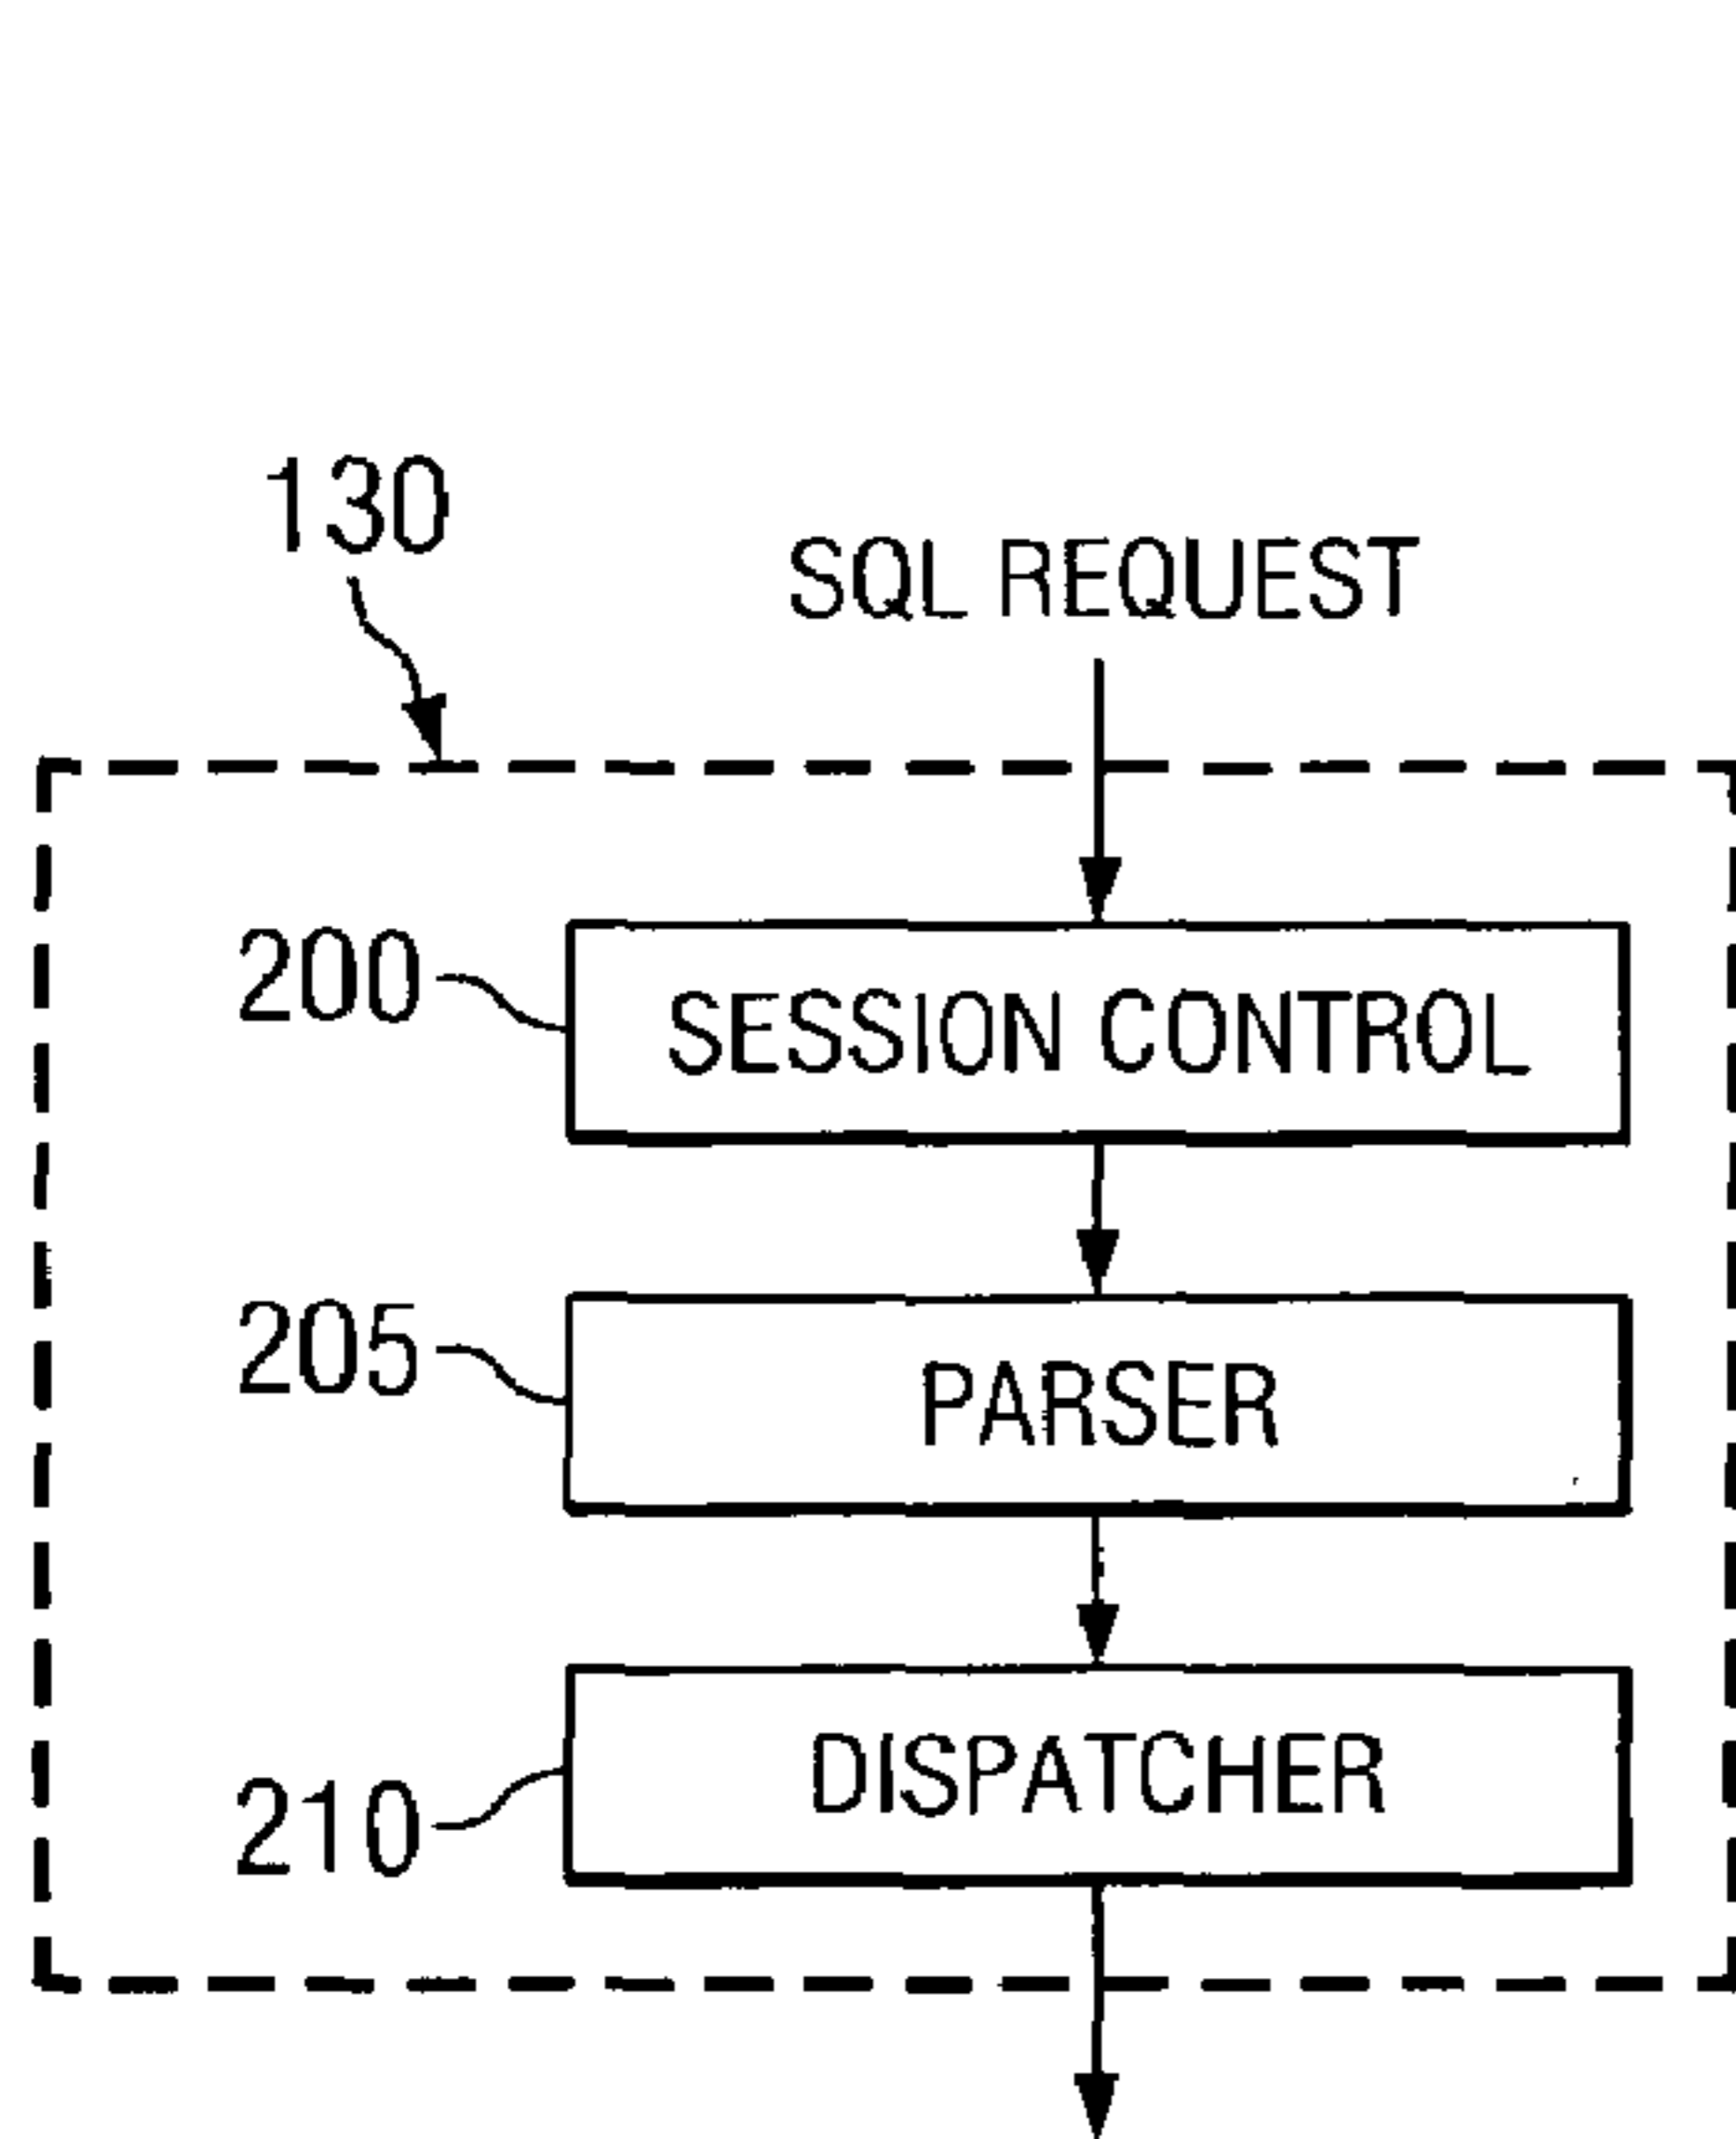 130
SQL REQUEST
200
SESSION CONTROL
205
PARSER
210
DISPATCHER